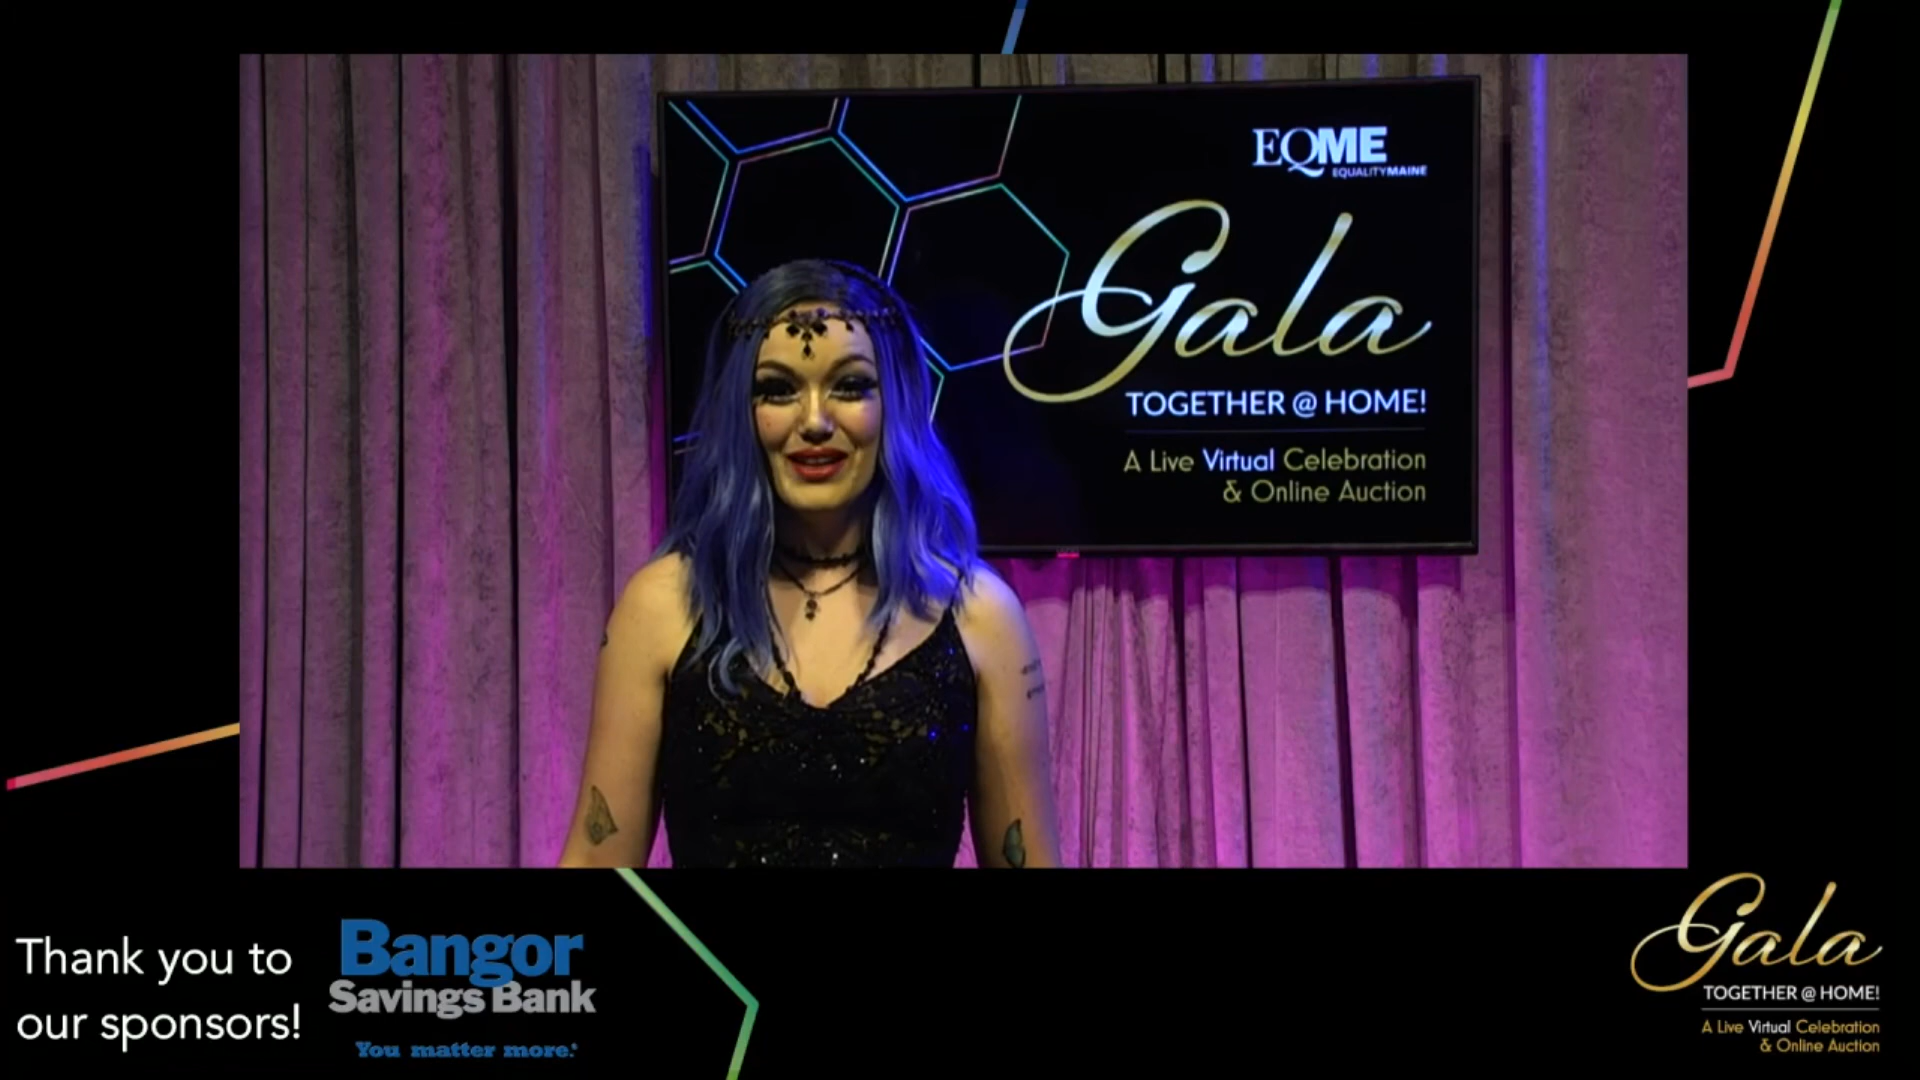 EQME
EQUALITYMAINE
Gala
TOGETHER @ HOME!
A Live Virtual Celebration
& Online Auction
Thank you to
our sponsors!
Bangor
Savings Bank
You matter more.®
Gala
TOGETHER @ HOME!
A Live Virtual Celebration
& Online Auction